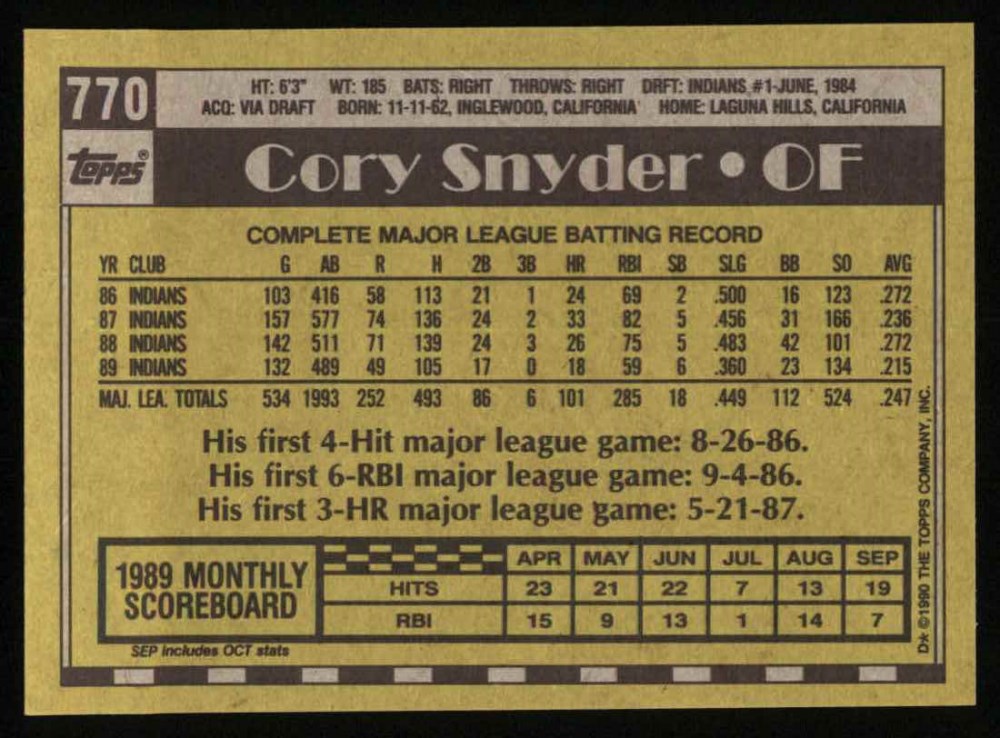 770
HT: 6'3" WT: 185 BATS: RIGHT THROWS: RIGHT DRFT: INDIANS #1-JUNE, 1984
ACQ: VIA DRAFT BORN: 11-11-62, INGLEWOOD, CALIFORNIA HOME: LAGUNA HILLS, CALIFORNIA
topps®
Cory Snyder • OF
COMPLETE MAJOR LEAGUE BATTING RECORD
YR CLUB G AB R H 2B 3B HR RBI SB SLG BB SO AVG
86 INDIANS 103 416 58 113 21 1 24 69 2 .500 16 123 .272
87 INDIANS 157 577 74 136 24 2 33 82 5 .456 31 166 .236
88 INDIANS 142 511 71 139 24 3 26 75 5 .483 42 101 .272
89 INDIANS 132 489 49 105 17 0 18 59 6 .360 23 134 .215
MAJ. LEA. TOTALS 534 1993 252 493 86 6 101 285 18 .449 112 524 .247
His first 4-Hit major league game: 8-26-86.
His first 6-RBI major league game: 9-4-86.
His first 3-HR major league game: 5-21-87.
1989 MONTHLY
SCOREBOARD
APR MAY JUN JUL AUG SEP
HITS 23 21 22 7 13 19
RBI 15 9 13 1 14 7
SEP includes OCT stats
D* ©1990 THE TOPPS COMPANY, INC.